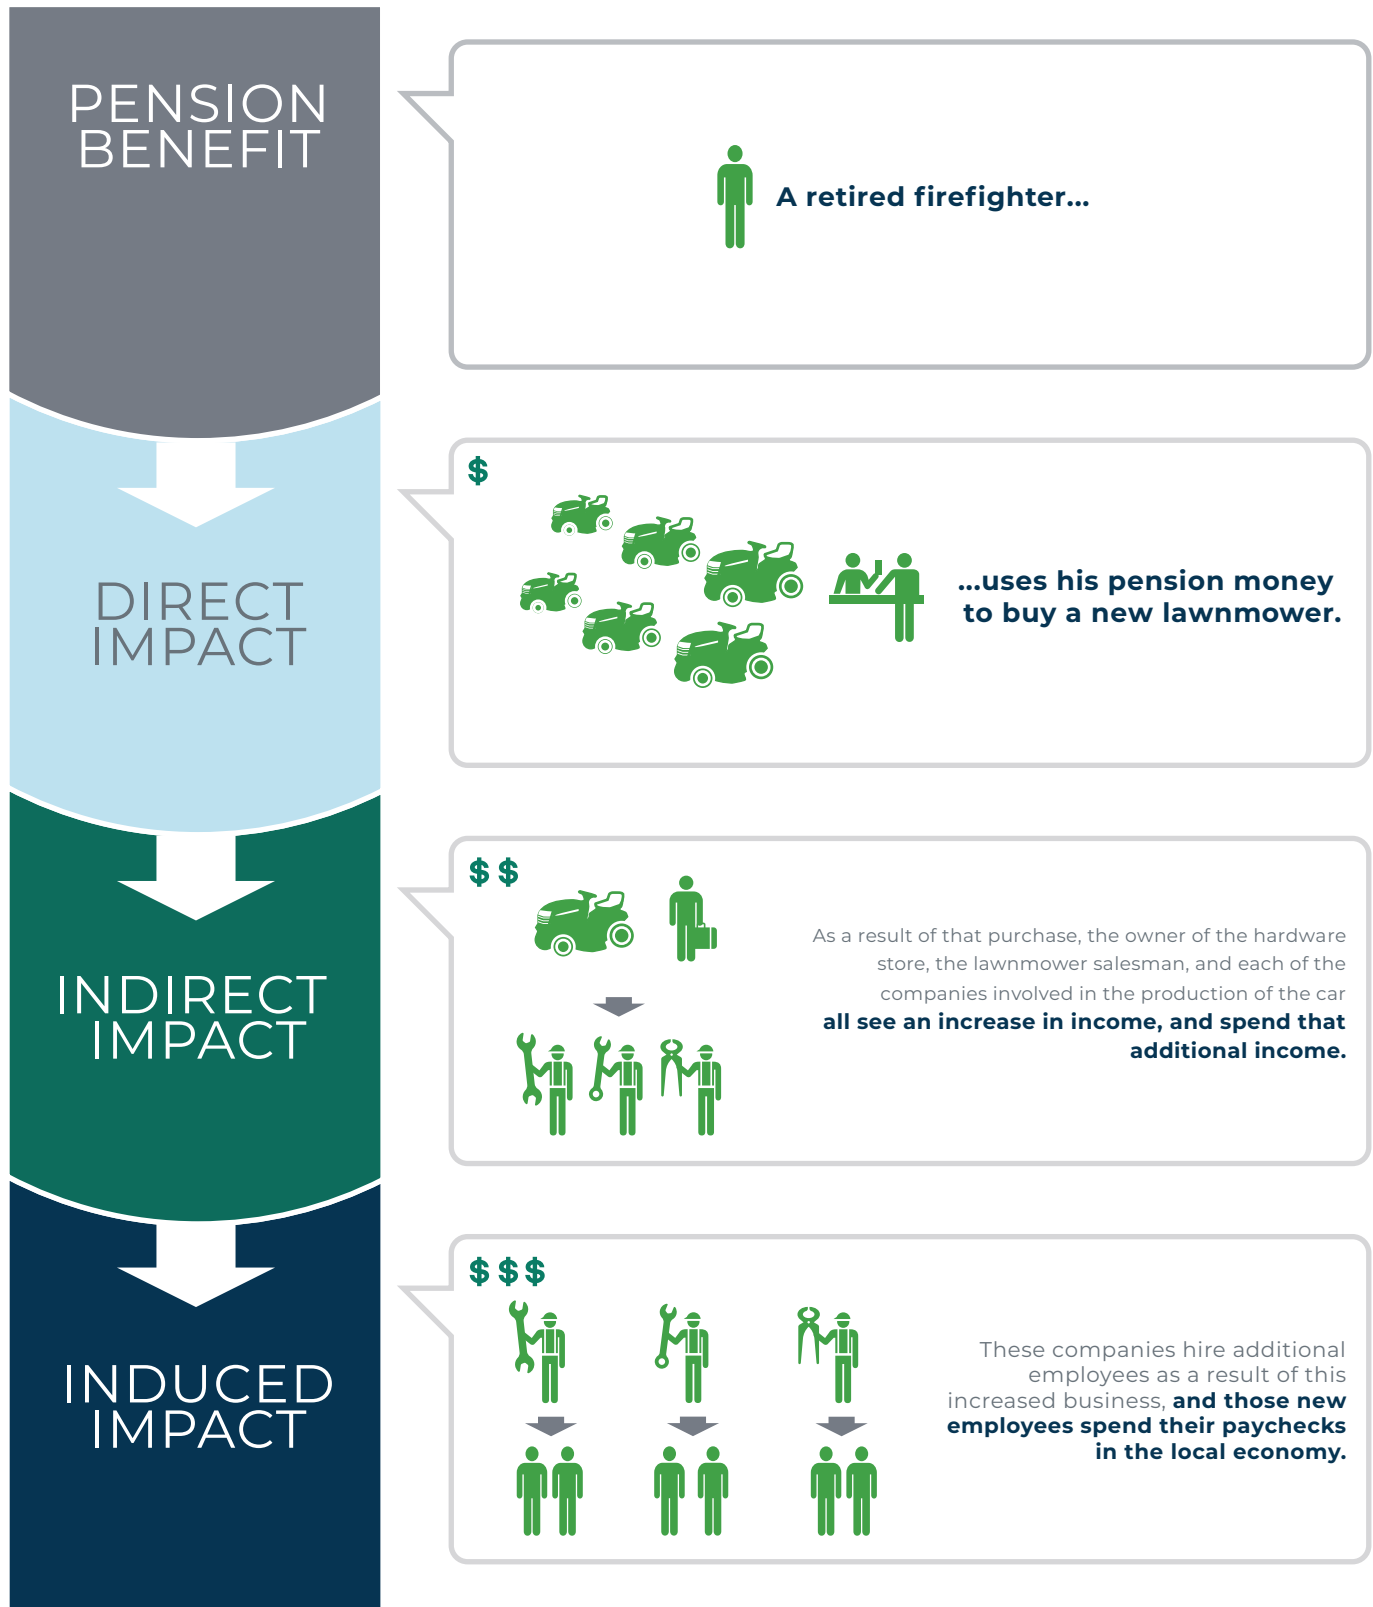 PENSION
BENEFIT
A retired firefighter...
DIRECT
IMPACT
$
...uses his pension money
to buy a new lawnmower.
INDIRECT
IMPACT
$ $
As a result of that purchase, the owner of the hardware
store, the lawnmower salesman, and each of the
companies involved in the production of the car
all see an increase in income, and spend that
additional income.
INDUCED
IMPACT
$ $ $
These companies hire additional
employees as a result of this
increased business, and those new
employees spend their paychecks
in the local economy.